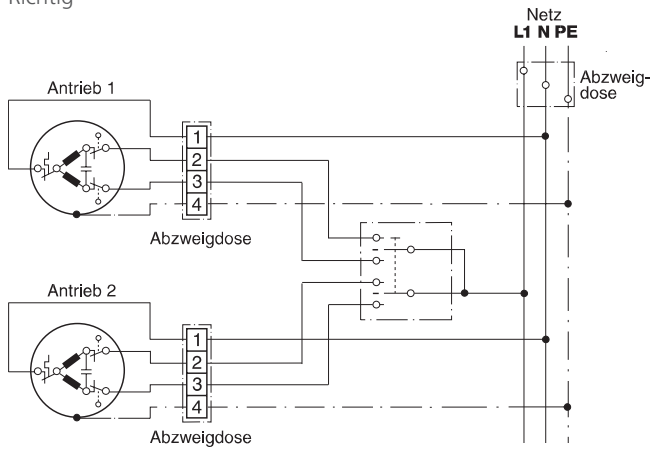 Richtig
Netz
L1 N PE
Abzweig-
dose
Antrieb 1
1
2
3
4
Abzweigdose
Antrieb 2
1
2
3
4
Abzweigdose